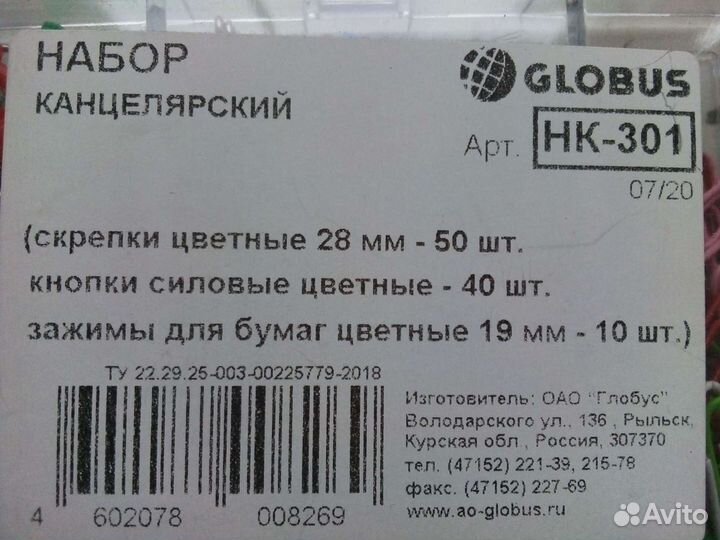 НАБОР
КАНЦЕЛЯРСКИЙ
GLOBUS
Арт. НК-301
07/20
(скрепки цветные 28 мм - 50 шт.
кнопки силовые цветные - 40 шт.
зажимы для бумаг цветные 19 мм - 10 шт.)
ТУ 22.29.25-003-00225779-2018
4 602078 008269
Изготовитель: ОАО "Глобус"
Володарского ул., 136 , Рыльск,
Курская обл., Россия, 307370
тел. (47152) 221-39, 215-78
факс. (47152) 227-69
www.ao-globus.ru
Avito